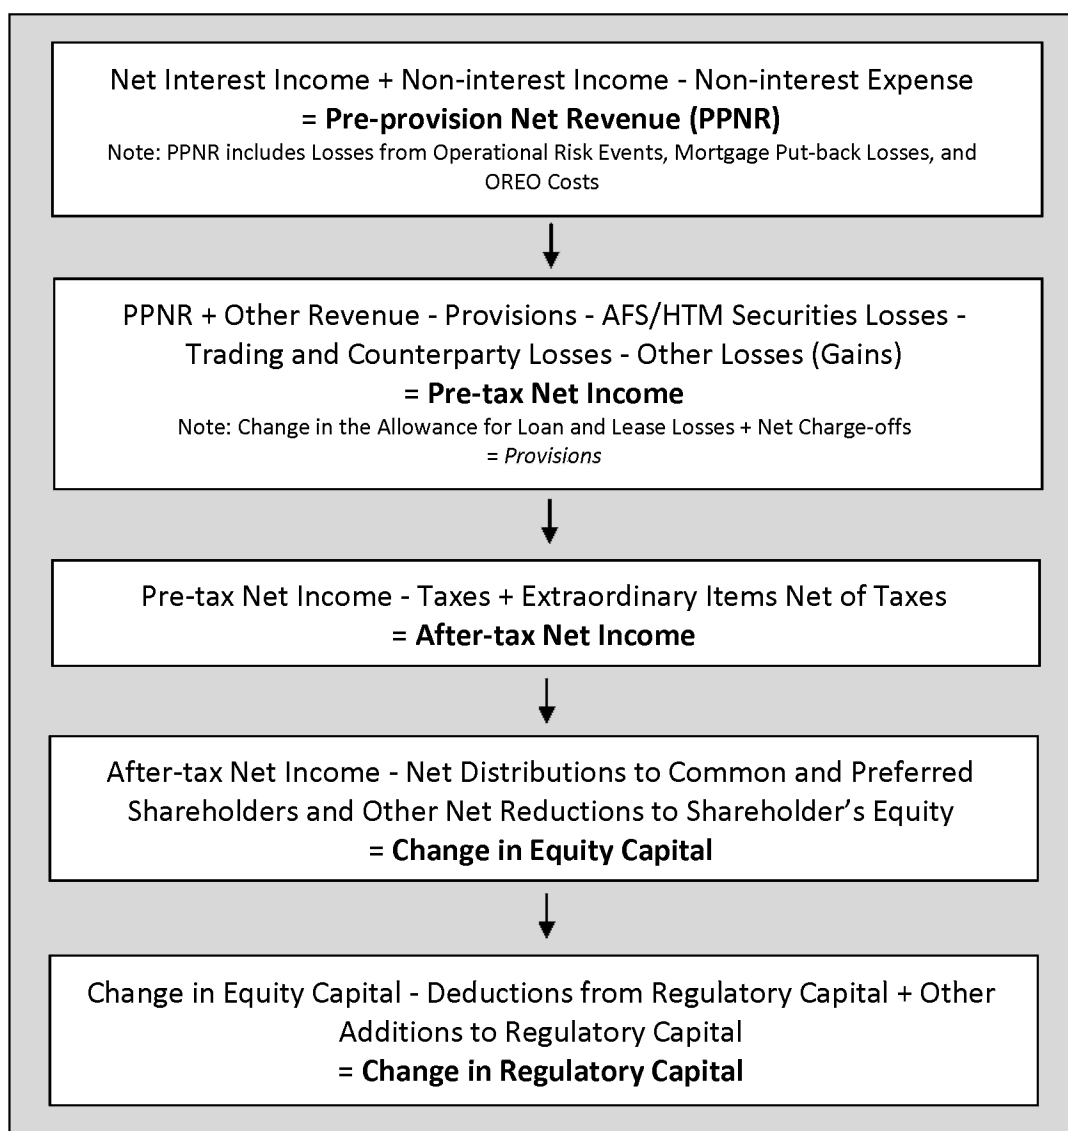 Net Interest Income + Non-interest Income - Non-interest Expense
= Pre-provision Net Revenue (PPNR)
Note: PPNR includes Losses from Operational Risk Events, Mortgage Put-back Losses, and
OREO Costs
PPNR + Other Revenue - Provisions - AFS/HTM Securities Losses -
Trading and Counterparty Losses - Other Losses (Gains)
= Pre-tax Net Income
Note: Change in the Allowance for Loan and Lease Losses + Net Charge-offs
= Provisions
Pre-tax Net Income - Taxes + Extraordinary Items Net of Taxes
= After-tax Net Income
After-tax Net Income - Net Distributions to Common and Preferred
Shareholders and Other Net Reductions to Shareholder’s Equity
= Change in Equity Capital
Change in Equity Capital - Deductions from Regulatory Capital + Other
Additions to Regulatory Capital
= Change in Regulatory Capital